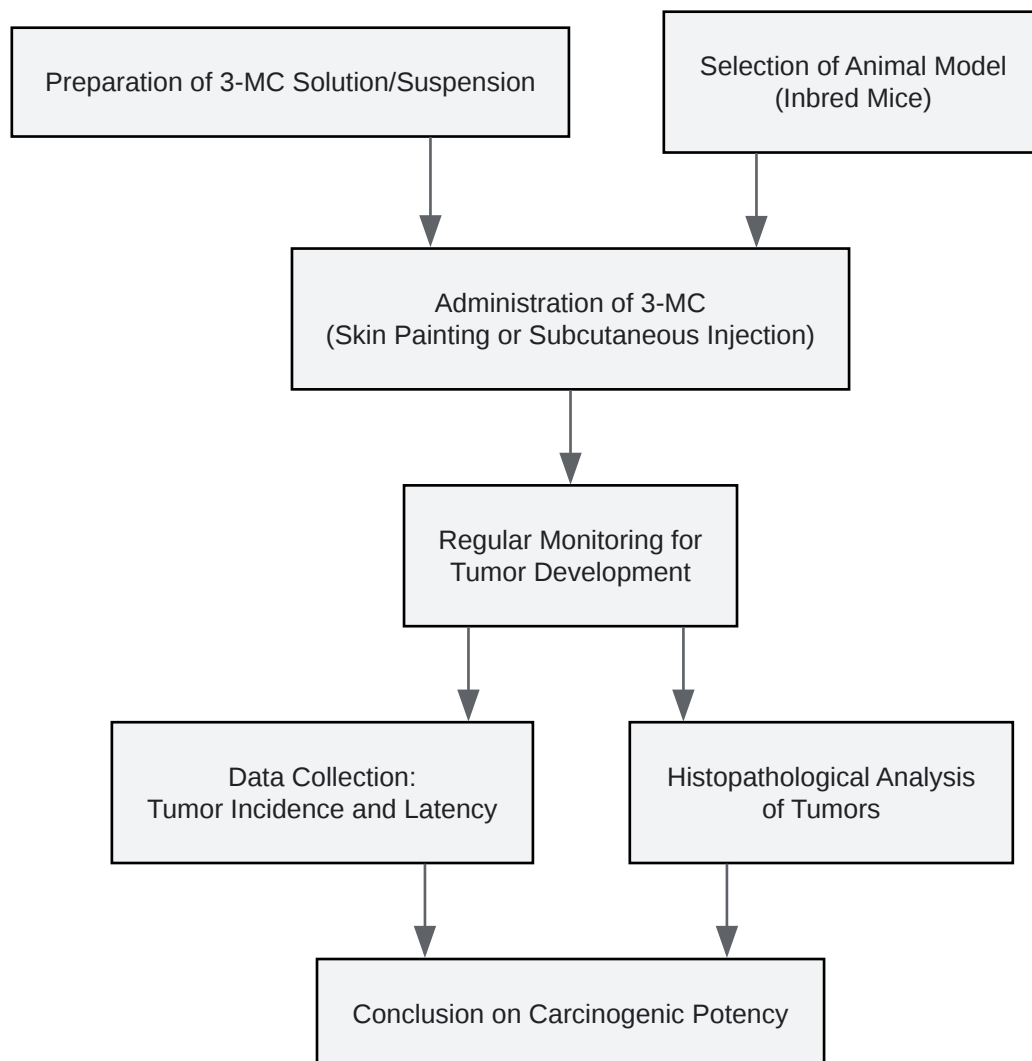 Preparation of 3-MC Solution/Suspension
Selection of Animal Model
(Inbred Mice)
Administration of 3-MC
(Skin Painting or Subcutaneous Injection)
Regular Monitoring for
Tumor Development
Data Collection:
Tumor Incidence and Latency
Histopathological Analysis
of Tumors
Conclusion on Carcinogenic Potency